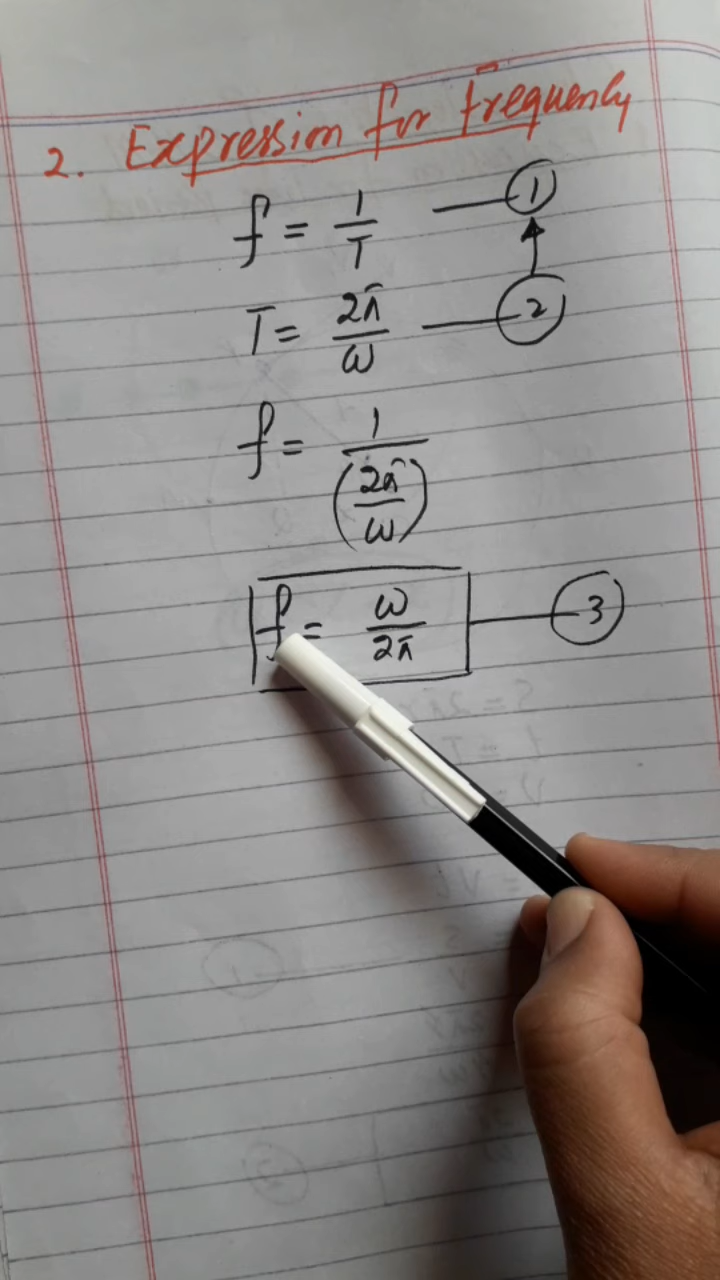 2. Expression for frequency
f = 1/T — 1
T = 2π/ω — 2
f = 1/(2π/ω)
f = ω/2π — 3